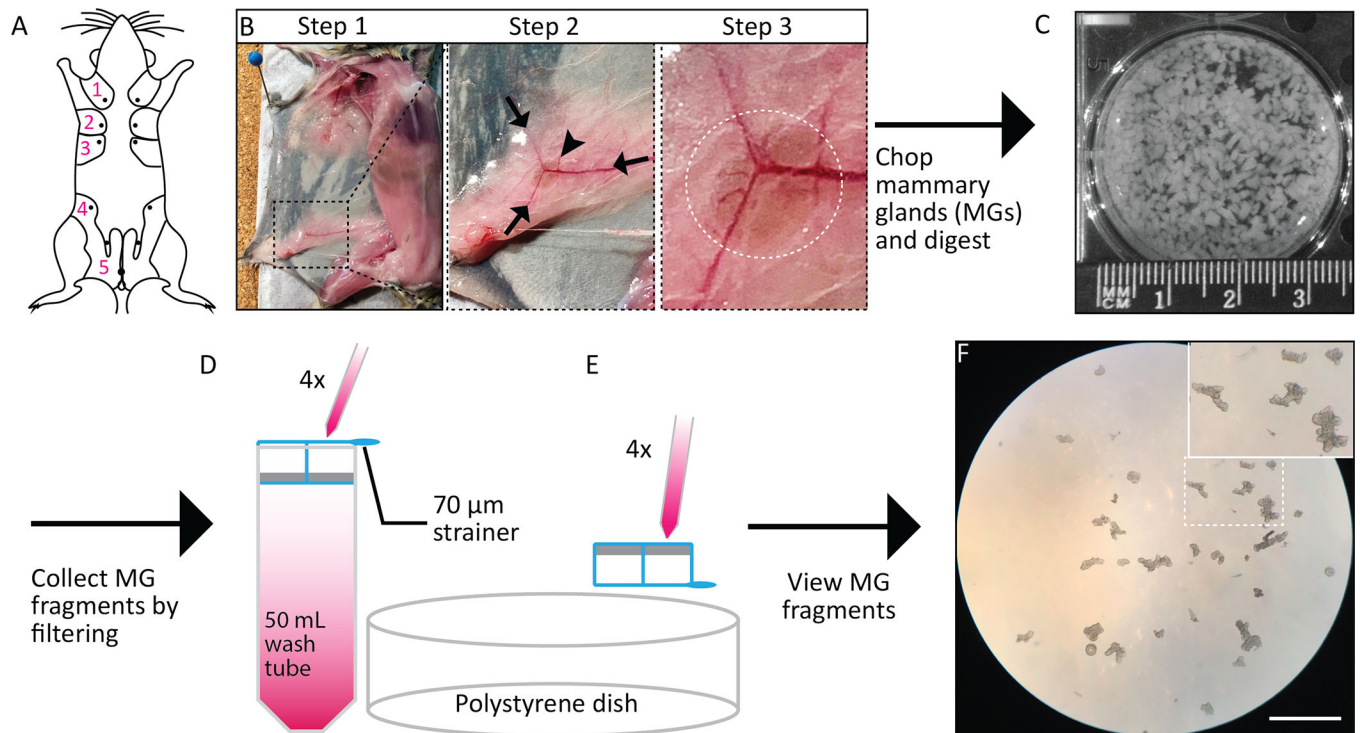 A
1
2
3
4
5
B
Step 1
Step 2
Step 3
Chop
mammary
glands (MGs)
and digest
C
5
MM
CM
1
2
3
Collect MG
fragments by
filtering
D
4x
70 µm
strainer
50 mL
wash
tube
E
4x
Polystyrene dish
View MG
fragments
F